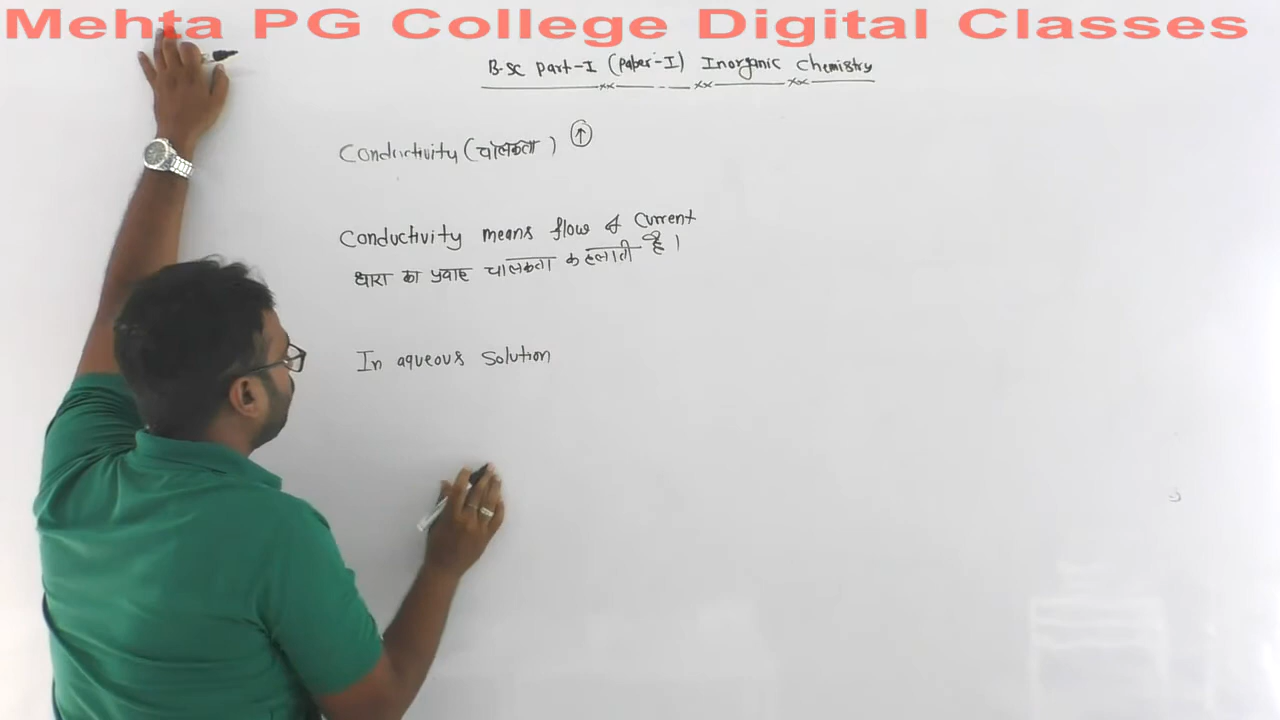 Mehta PG College Digital Classes
B.Sc Part-I (Paper-I) Inorganic Chemistry
Conductivity (चालकता) ↑
Conductivity means flow of Current
धारा का प्रवाह चालकता कहलाती है।
In aqueous Solution